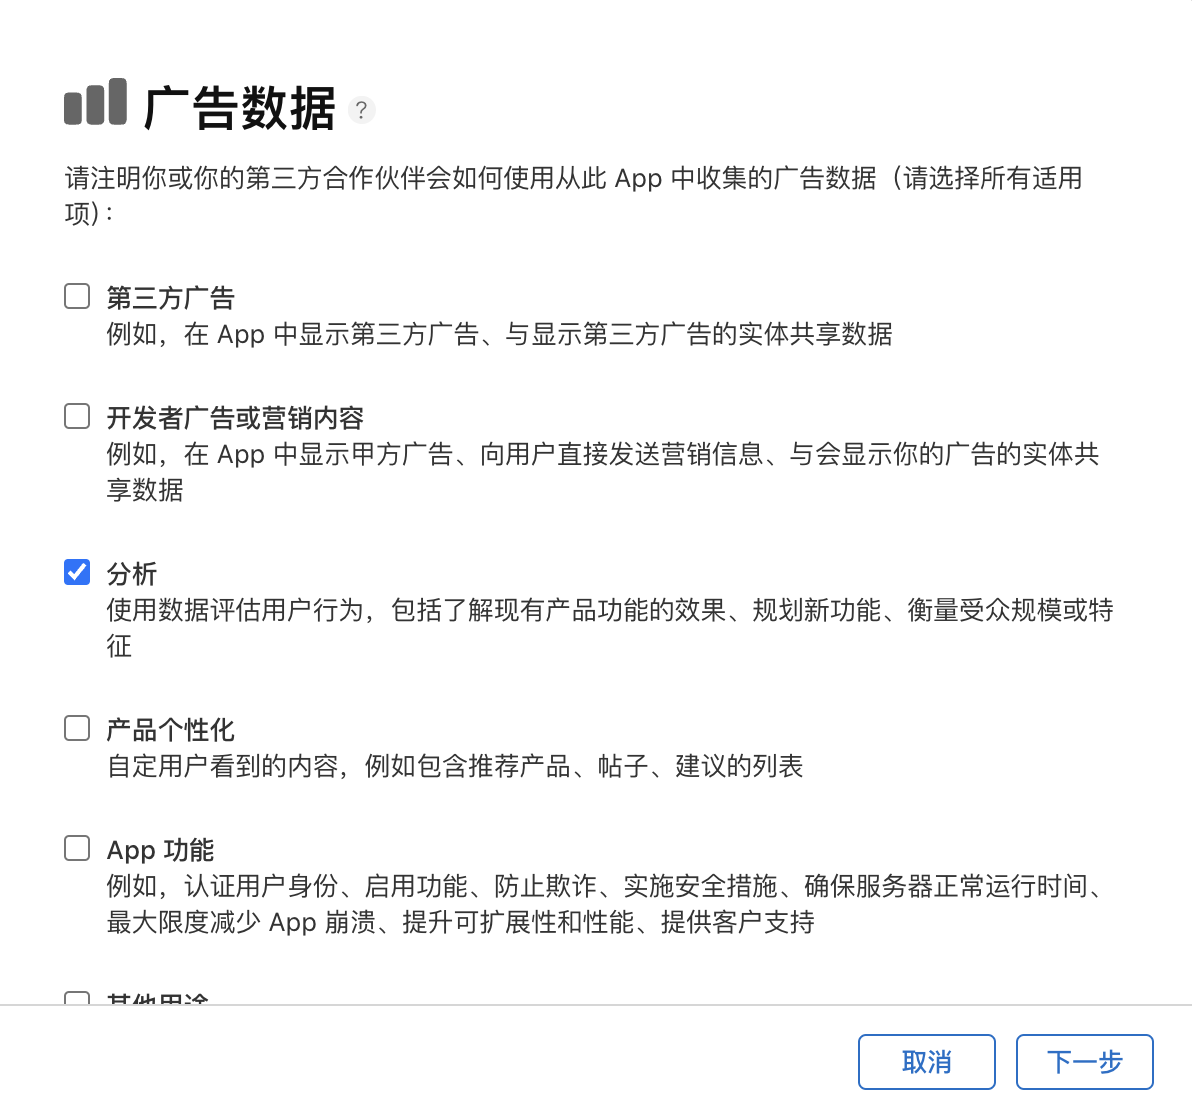 广告数据 ?
请注明你或你的第三方合作伙伴会如何使用从此 App 中收集的广告数据（请选择所有适用
项）：
第三方广告
例如，在 App 中显示第三方广告、与显示第三方广告的实体共享数据
开发者广告或营销内容
例如，在 App 中显示甲方广告、向用户直接发送营销信息、与会显示你的广告的实体共
享数据
分析
使用数据评估用户行为，包括了解现有产品功能的效果、规划新功能、衡量受众规模或特
征
产品个性化
自定用户看到的内容，例如包含推荐产品、帖子、建议的列表
App 功能
例如，认证用户身份、启用功能、防止欺诈、实施安全措施、确保服务器正常运行时间、
最大限度减少 App 崩溃、提升可扩展性和性能、提供客户支持
其他用途
取消
下一步